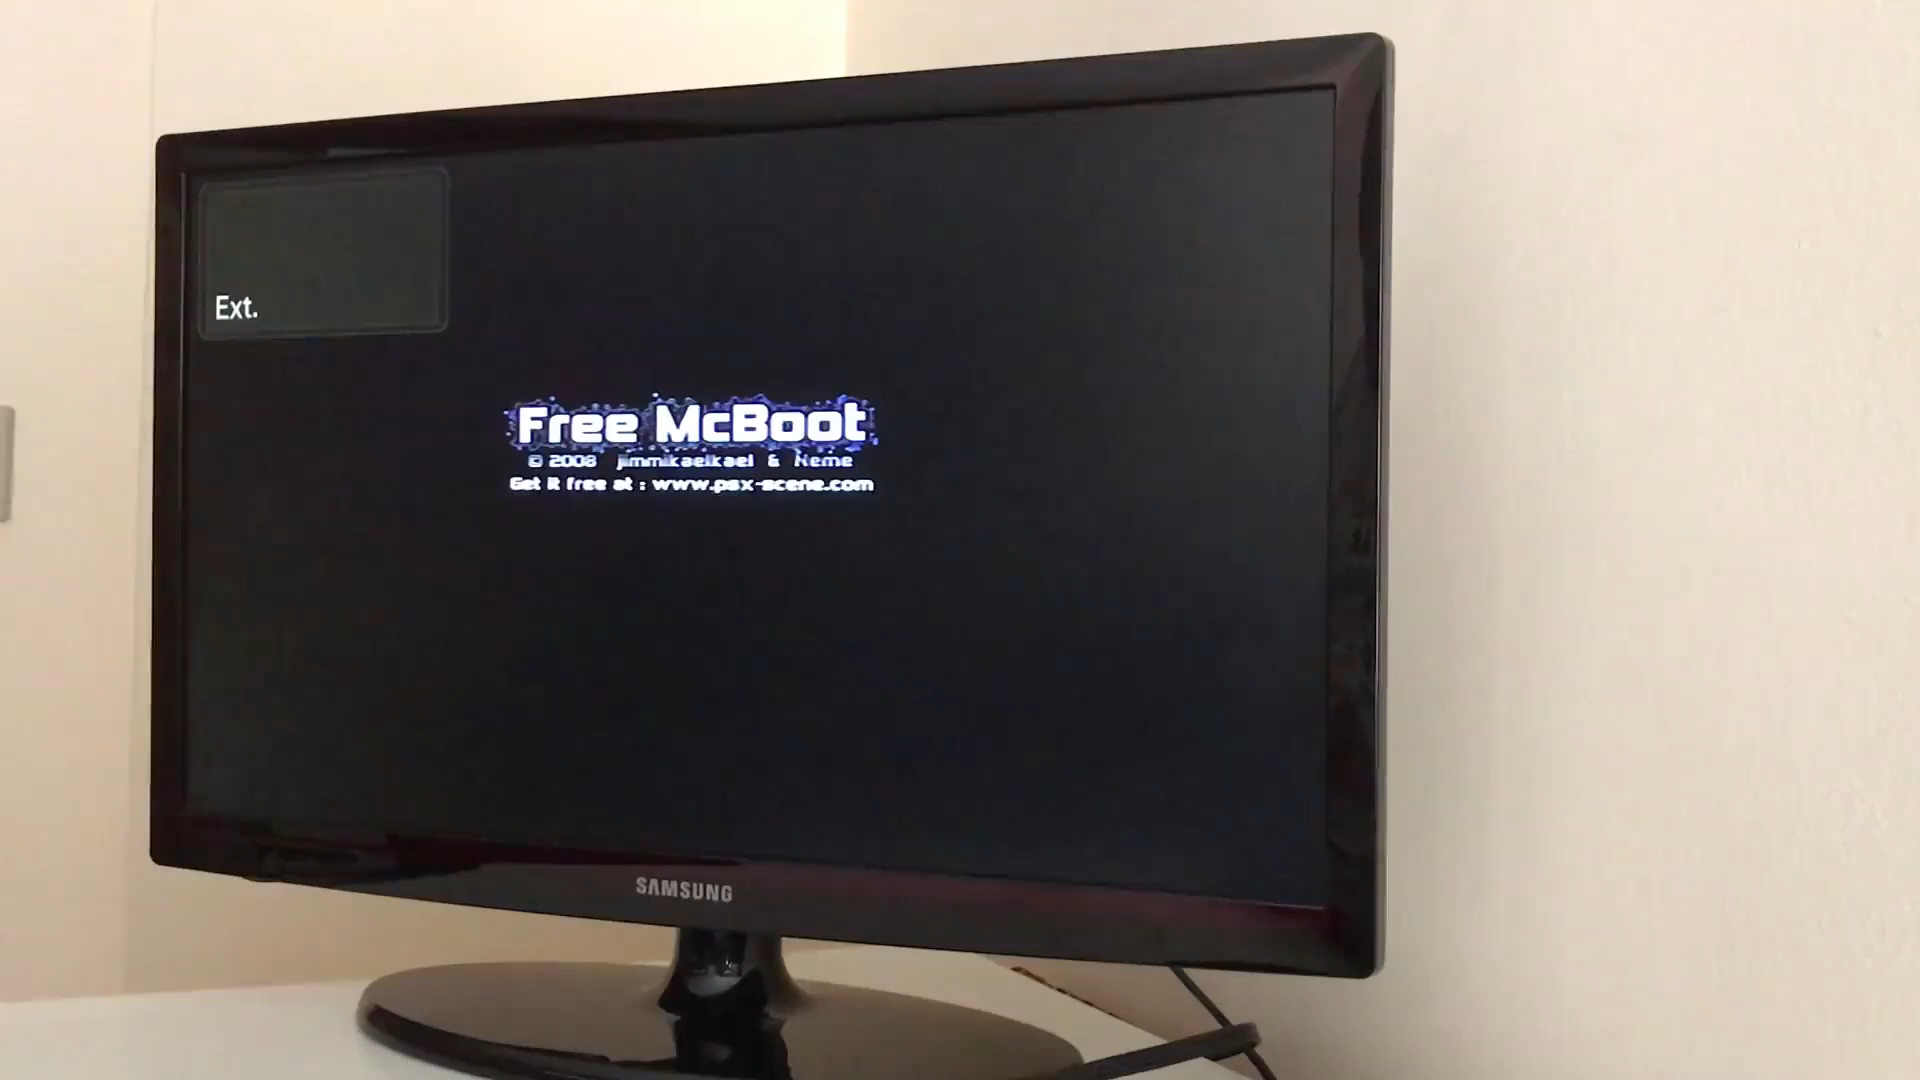 Ext.
Free McBoot
© 2008 jimmikaelkael & Neme
Get it free at : www.psx-scene.com
SAMSUNG